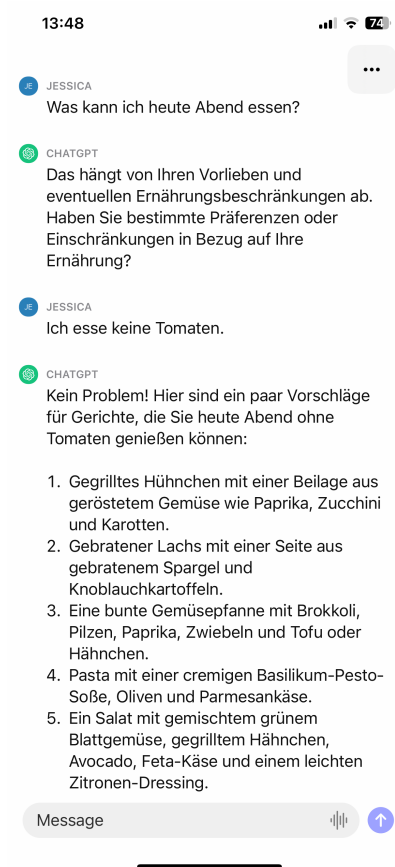 13:48
74
JE JESSICA
Was kann ich heute Abend essen?
CHATGPT
Das hängt von Ihren Vorlieben und
eventuellen Ernährungsbeschränkungen ab.
Haben Sie bestimmte Präferenzen oder
Einschränkungen in Bezug auf Ihre
Ernährung?
JE JESSICA
Ich esse keine Tomaten.
CHATGPT
Kein Problem! Hier sind ein paar Vorschläge
für Gerichte, die Sie heute Abend ohne
Tomaten genießen können:
1. Gegrilltes Hühnchen mit einer Beilage aus
geröstetem Gemüse wie Paprika, Zucchini
und Karotten.
2. Gebratener Lachs mit einer Seite aus
gebratenem Spargel und
Knoblauchkartoffeln.
3. Eine bunte Gemüsepfanne mit Brokkoli,
Pilzen, Paprika, Zwiebeln und Tofu oder
Hähnchen.
4. Pasta mit einer cremigen Basilikum-Pesto-
Soße, Oliven und Parmesankäse.
5. Ein Salat mit gemischtem grünem
Blattgemüse, gegrilltem Hähnchen,
Avocado, Feta-Käse und einem leichten
Zitronen-Dressing.
Message